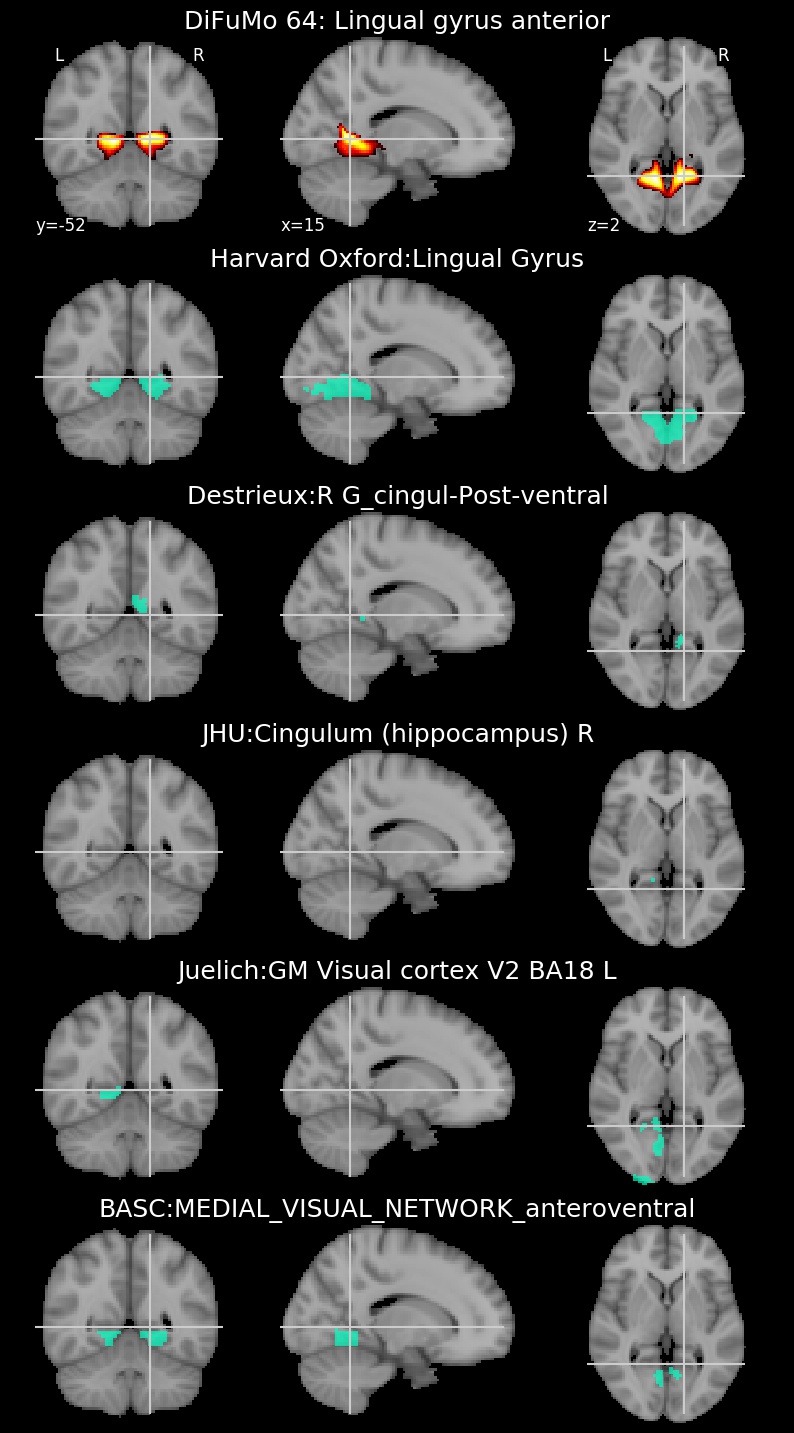 DiFuMo 64: Lingual gyrus anterior
L R L R
y=-52 x=15 z=2
Harvard Oxford:Lingual Gyrus
Destrieux:R G_cingul-Post-ventral
JHU:Cingulum (hippocampus) R
Juelich:GM Visual cortex V2 BA18 L
BASC:MEDIAL_VISUAL_NETWORK_anteroventral